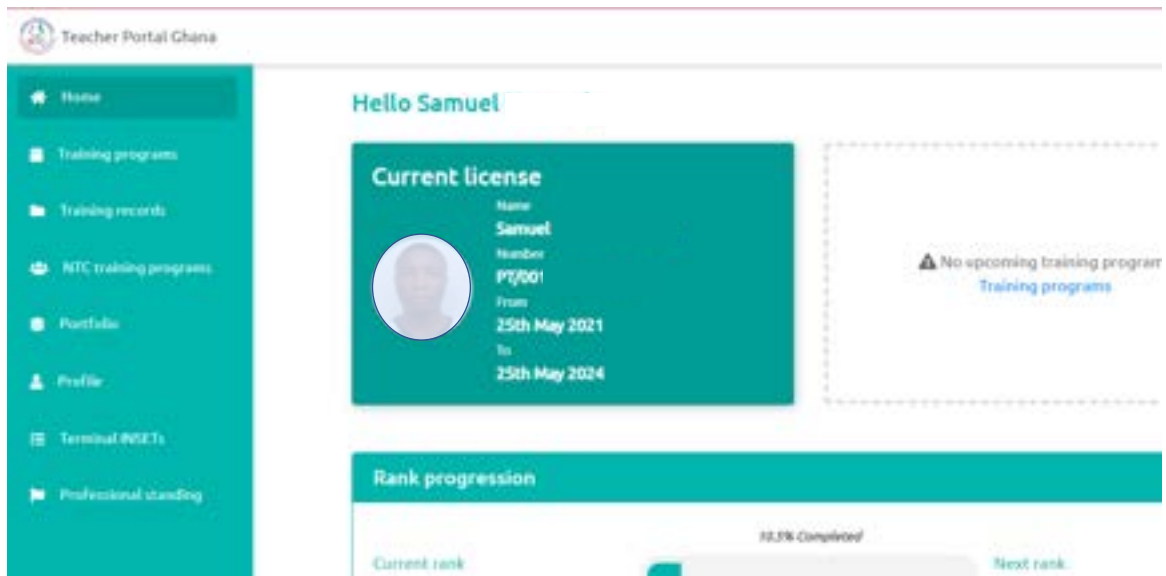 Teacher Portal Ghana
Home
Training programs
Training records
NTC training programs
Portfolio
Profile
Terminal INSETs
Professional standing
Hello Samuel
Current license
Name
Samuel
Number
PT/001
From
25th May 2021
To
25th May 2024
No upcoming training program
Training programs
Rank progression
10.5% Completed
Current rank
Next rank